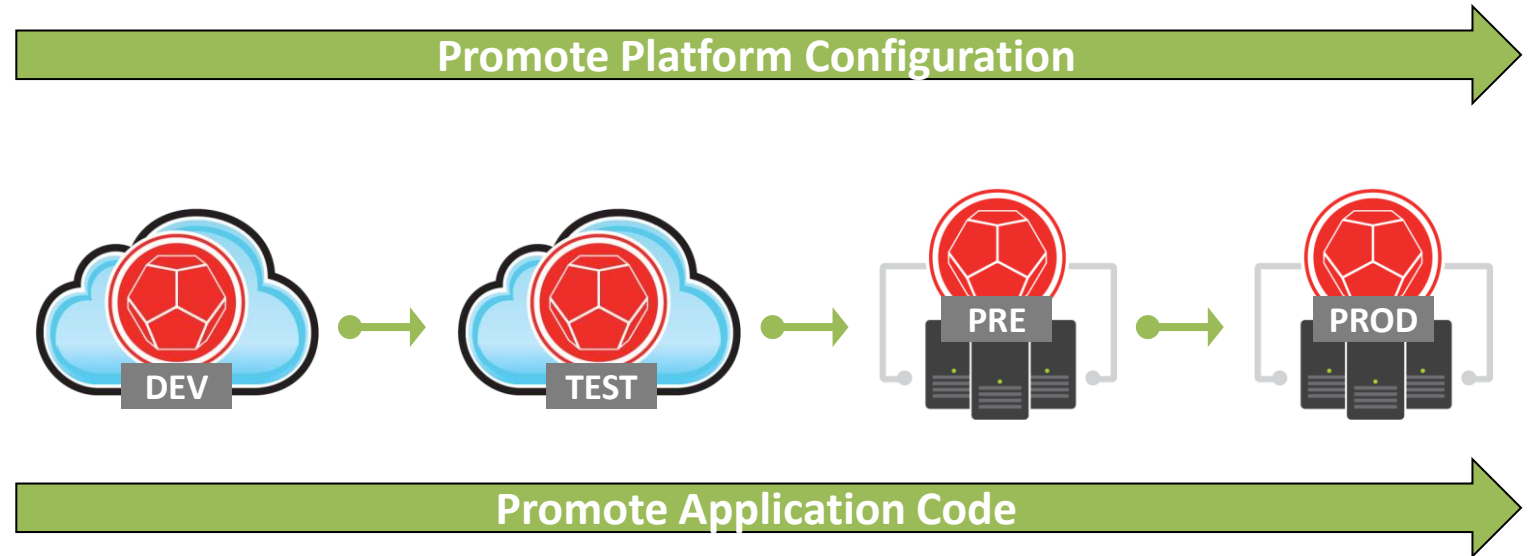 Promote Platform Configuration
DEV
TEST
PRE
PROD
Promote Application Code